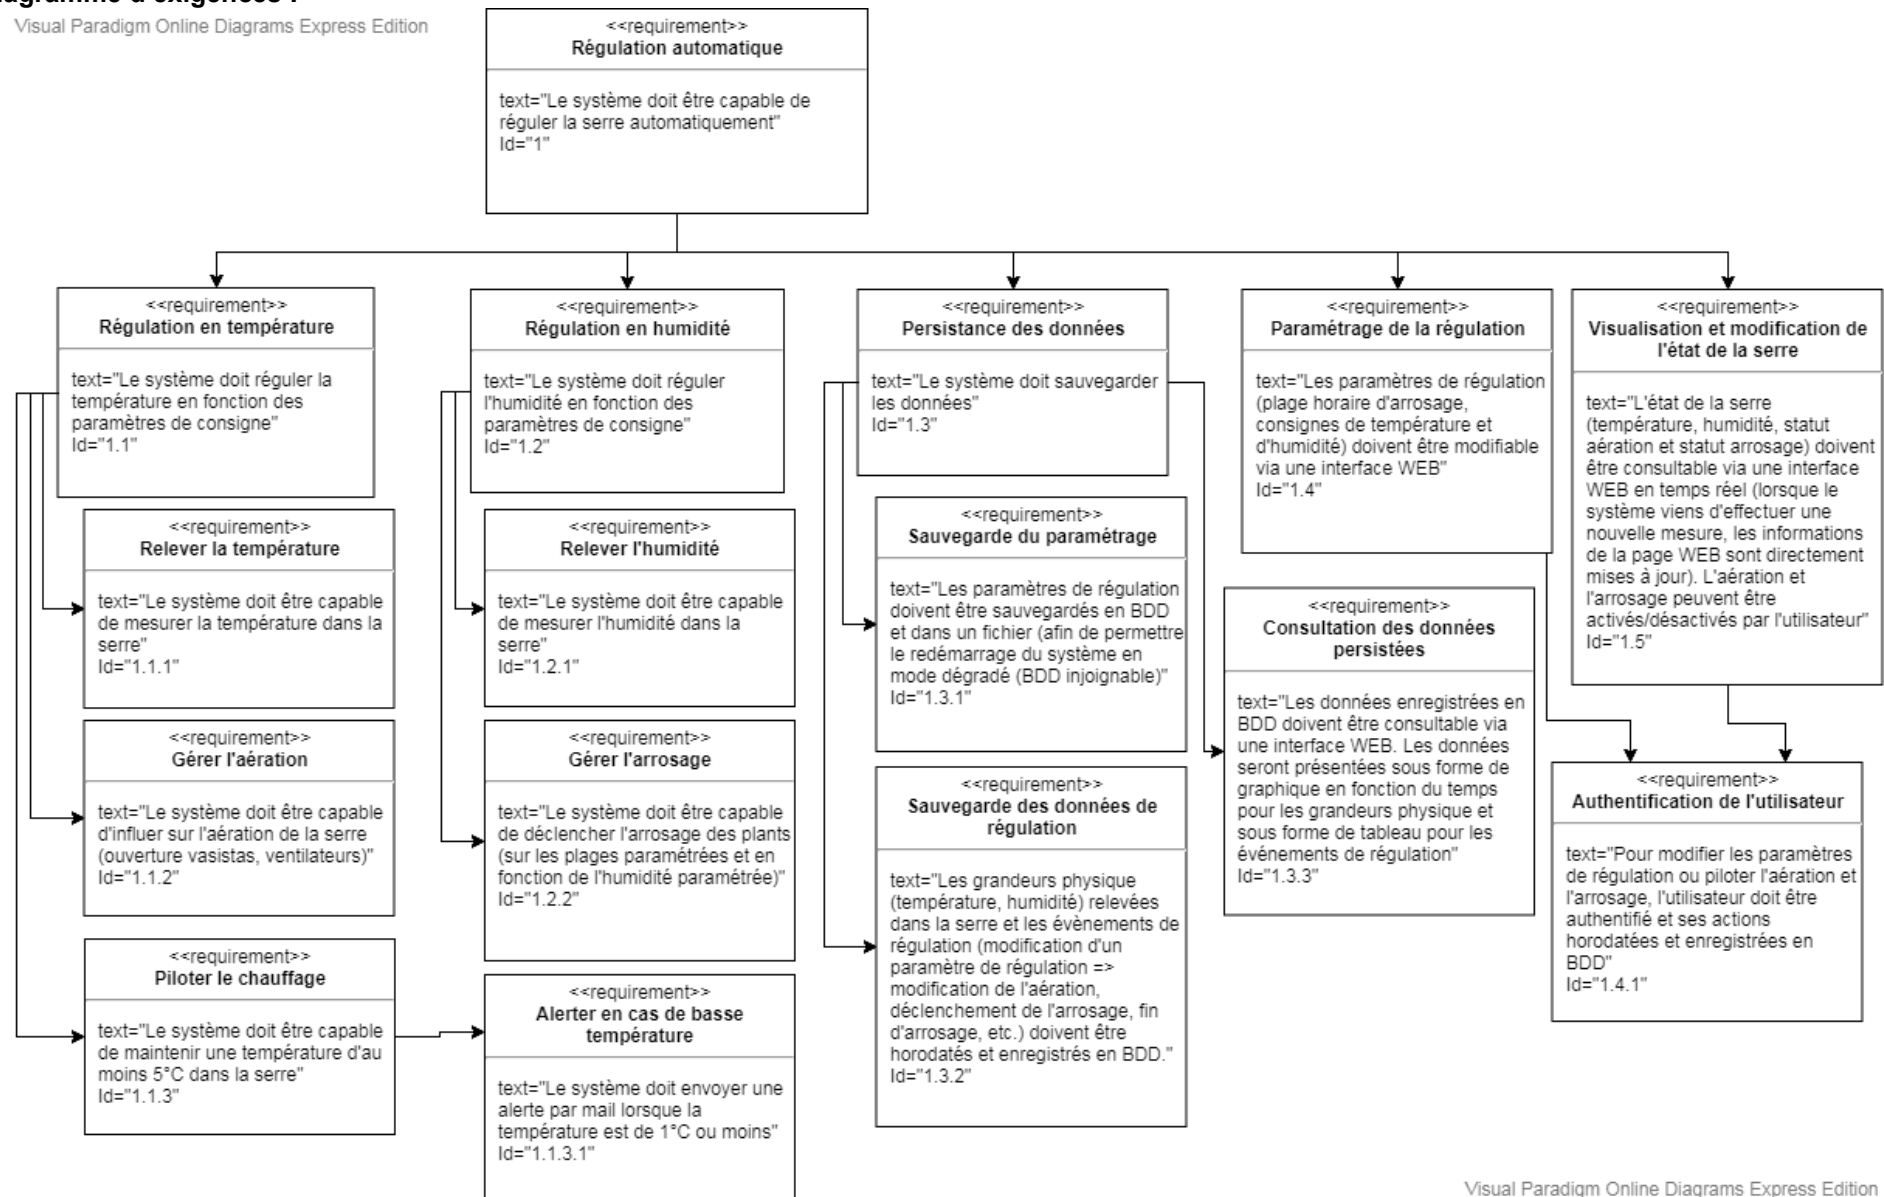 diagramme d'exigences :
Visual Paradigm Online Diagrams Express Edition
<<requirement>>
Régulation automatique
text="Le système doit être capable de
réguler la serre automatiquement"
Id="1"
<<requirement>>
Régulation en température
text="Le système doit réguler la
température en fonction des
paramètres de consigne"
Id="1.1"
<<requirement>>
Régulation en humidité
text="Le système doit réguler
l'humidité en fonction des
paramètres de consigne"
Id="1.2"
<<requirement>>
Persistance des données
text="Le système doit sauvegarder
les données"
Id="1.3"
<<requirement>>
Paramétrage de la régulation
text="Les paramètres de régulation
(plage horaire d'arrosage,
consignes de température et
d'humidité) doivent être modifiable
via une interface WEB"
Id="1.4"
<<requirement>>
Visualisation et modification de
l'état de la serre
text="L'état de la serre
(température, humidité, statut
aération et statut arrosage) doivent
être consultable via une interface
WEB en temps réel (lorsque le
système viens d'effectuer une
nouvelle mesure, les informations
de la page WEB sont directement
mises à jour). L'aération et
l'arrosage peuvent être
activés/désactivés par l'utilisateur"
Id="1.5"
<<requirement>>
Relever la température
text="Le système doit être capable
de mesurer la température dans la
serre"
Id="1.1.1"
<<requirement>>
Relever l'humidité
text="Le système doit être capable
de mesurer l'humidité dans la
serre"
Id="1.2.1"
<<requirement>>
Sauvegarde du paramétrage
text="Les paramètres de régulation
doivent être sauvegardés en BDD
et dans un fichier (afin de permettre
le redémarrage du système en
mode dégradé (BDD injoignable)"
Id="1.3.1"
<<requirement>>
Consultation des données
persistées
text="Les données enregistrées en
BDD doivent être consultable via
une interface WEB. Les données
seront présentées sous forme de
graphique en fonction du temps
pour les grandeurs physique et
sous forme de tableau pour les
événements de régulation"
Id="1.3.3"
<<requirement>>
Gérer l'aération
text="Le système doit être capable
d'influer sur l'aération de la serre
(ouverture vasistas, ventilateurs)"
Id="1.1.2"
<<requirement>>
Gérer l'arrosage
text="Le système doit être capable
de déclencher l'arrosage des plants
(sur les plages paramétrées et en
fonction de l'humidité paramétrée)"
Id="1.2.2"
<<requirement>>
Sauvegarde des données de
régulation
text="Les grandeurs physique
(température, humidité) relevées
dans la serre et les évènements de
régulation (modification d'un
paramètre de régulation =>
modification de l'aération,
déclenchement de l'arrosage, fin
d'arrosage, etc.) doivent être
horodatés et enregistrés en BDD."
Id="1.3.2"
<<requirement>>
Authentification de l'utilisateur
text="Pour modifier les paramètres
de régulation ou piloter l'aération et
l'arrosage, l'utilisateur doit être
authentifié et ses actions
horodatées et enregistrées en
BDD"
Id="1.4.1"
<<requirement>>
Piloter le chauffage
text="Le système doit être capable
de maintenir une température d'au
moins 5°C dans la serre"
Id="1.1.3"
<<requirement>>
Alerter en cas de basse
température
text="Le système doit envoyer une
alerte par mail lorsque la
température est de 1°C ou moins"
Id="1.1.3.1"
Visual Paradigm Online Diagrams Express Edition